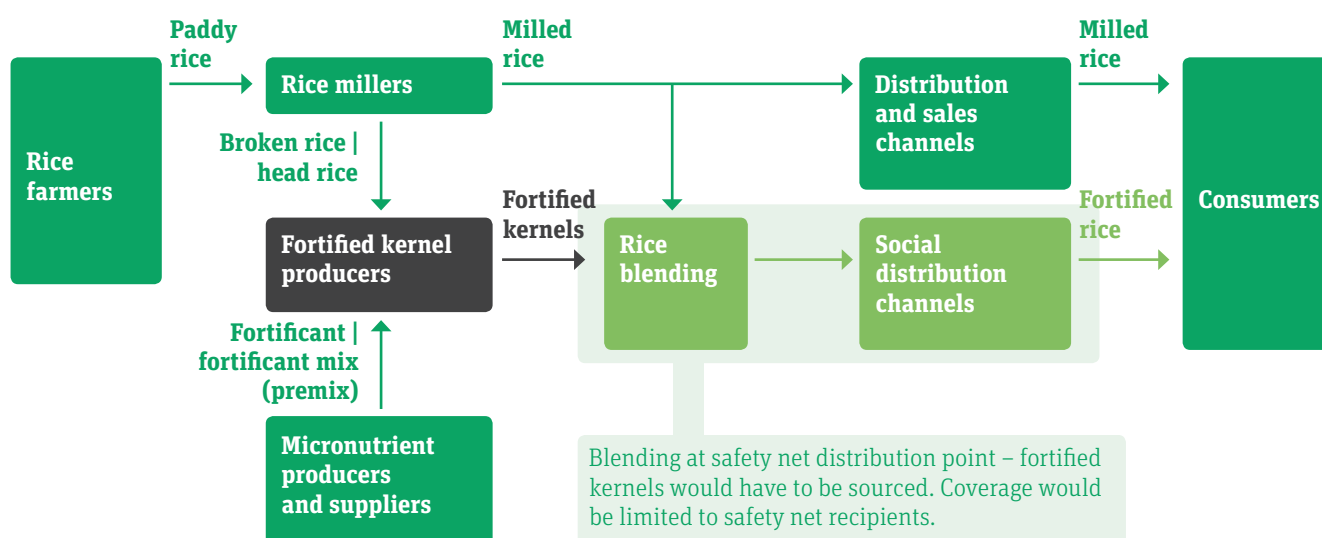 Paddy
rice
Milled
rice
Milled
rice
Rice
farmers
Rice millers
Distribution
and sales
channels
Consumers
Broken rice |
head rice
Fortified kernel
producers
Fortified
kernels
Rice
blending
Social
distribution
channels
Fortified
rice
Fortificant |
fortificant mix
(premix)
Micronutrient
producers
and suppliers
Blending at safety net distribution point – fortified
kernels would have to be sourced. Coverage would
be limited to safety net recipients.